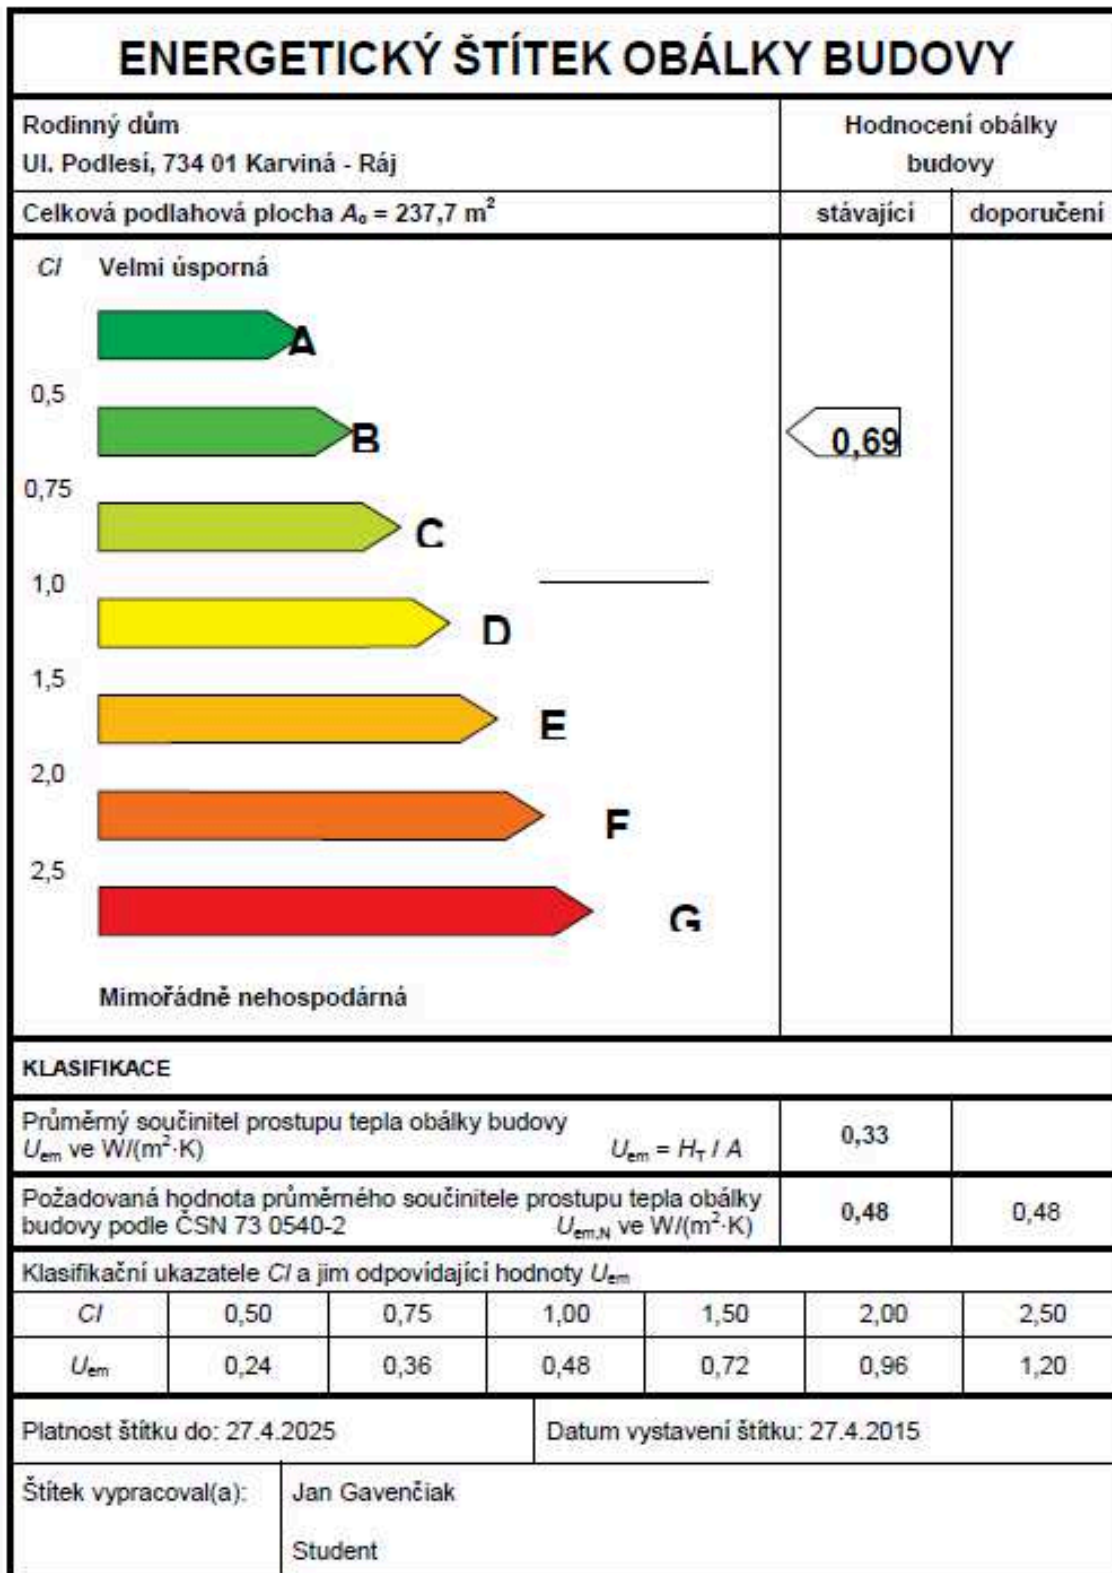 ENERGETICKÝ ŠTÍTEK OBÁLKY BUDOVY
Rodinný dům
Ul. Podlesí, 734 01 Karviná - Ráj
Hodnocení obálky
budovy
Celková podlahová plocha Ao = 237,7 m²
stávající
doporučení
CI Velmi úsporná
A
0,5
B
0,69
0,75
C
1,0
D
1,5
E
2,0
F
2,5
G
Mimořádně nehospodárná
KLASIFIKACE
Průměrný součinitel prostupu tepla obálky budovy
Uem ve W/(m²·K) Uem = HT / A
0,33
Požadovaná hodnota průměrného součinitele prostupu tepla obálky
budovy podle ČSN 73 0540-2 Uem,N ve W/(m²·K)
0,48 0,48
Klasifikační ukazatele CI a jim odpovídající hodnoty Uem
CI 0,50 0,75 1,00 1,50 2,00 2,50
Uem 0,24 0,36 0,48 0,72 0,96 1,20
Platnost štítku do: 27.4.2025
Datum vystavení štítku: 27.4.2015
Štítek vypracoval(a): Jan Gavenčiak
Student